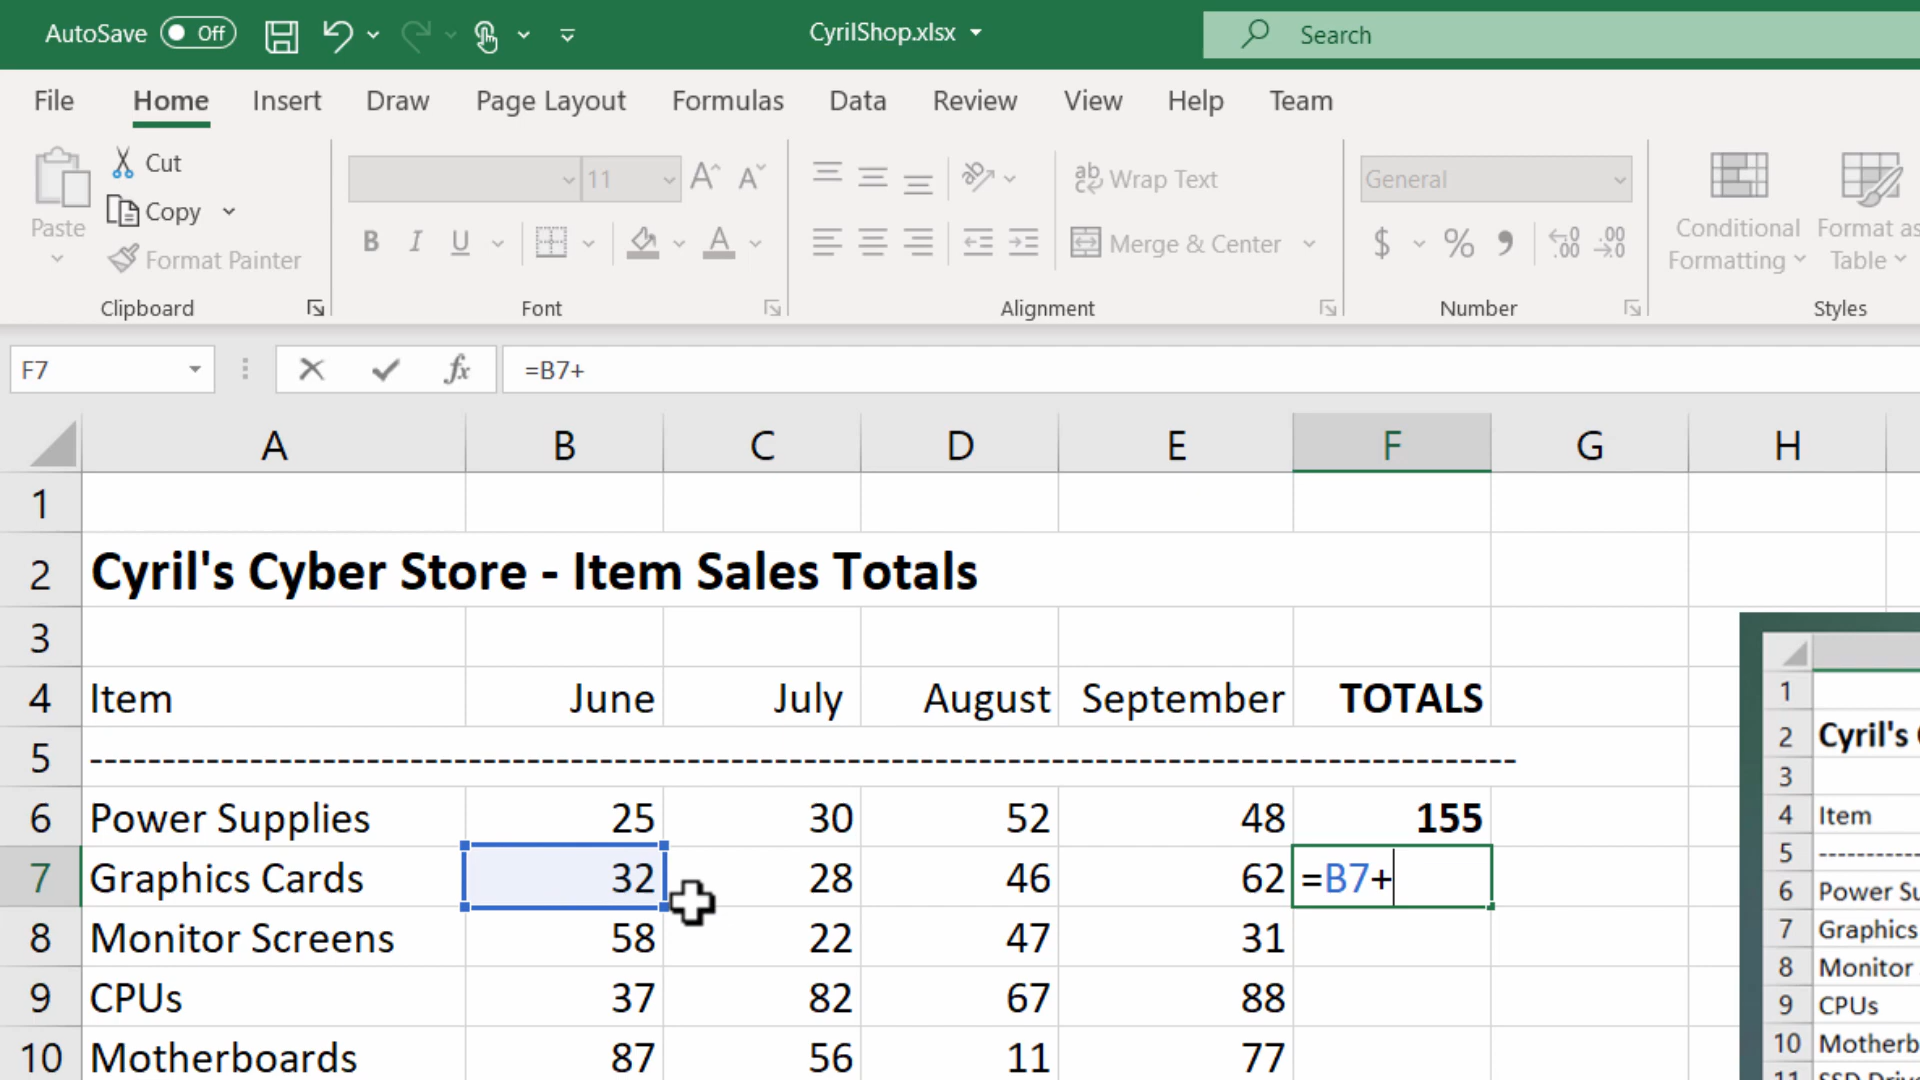 AutoSave Off CyrilShop.xlsx Search
File Home Insert Draw Page Layout Formulas Data Review View Help Team
Paste Cut Copy Format Painter
Clipboard
11
B I U A
Font
Wrap Text
Merge & Center
Alignment
General
$ %
Number
Conditional Formatting
Format as Table
Styles
F7 fx =B7+
A B C D E F G H
1
2 Cyril's Cyber Store - Item Sales Totals
3
4 Item June July August September TOTALS
5 ----------------------------------------------------------------------------------------------------
6 Power Supplies 25 30 52 48 155
7 Graphics Cards 32 28 46 62 =B7+
8 Monitor Screens 58 22 47 31
9 CPUs 37 82 67 88
10 Motherboards 87 56 11 77
1
2 Cyril's
3
4 Item
5 -----------
6 Power Su
7 Graphics
8 Monitor
9 CPUs
10 Motherb